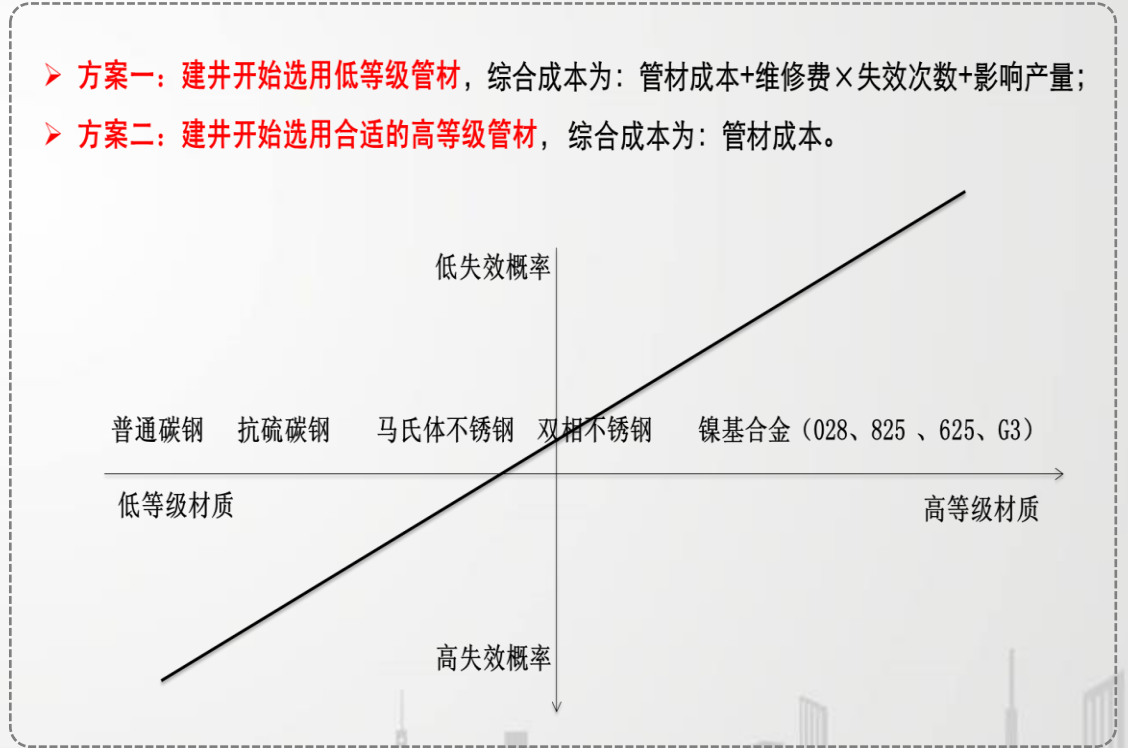 方案一：建井开始选用低等级管材，综合成本为：管材成本+维修费×失效次数+影响产量；
方案二：建井开始选用合适的高等级管材，综合成本为：管材成本。
低失效概率
普通碳钢 抗硫碳钢 马氏体不锈钢 双相不锈钢 镍基合金（028、825 、625、G3）
低等级材质 高等级材质
高失效概率